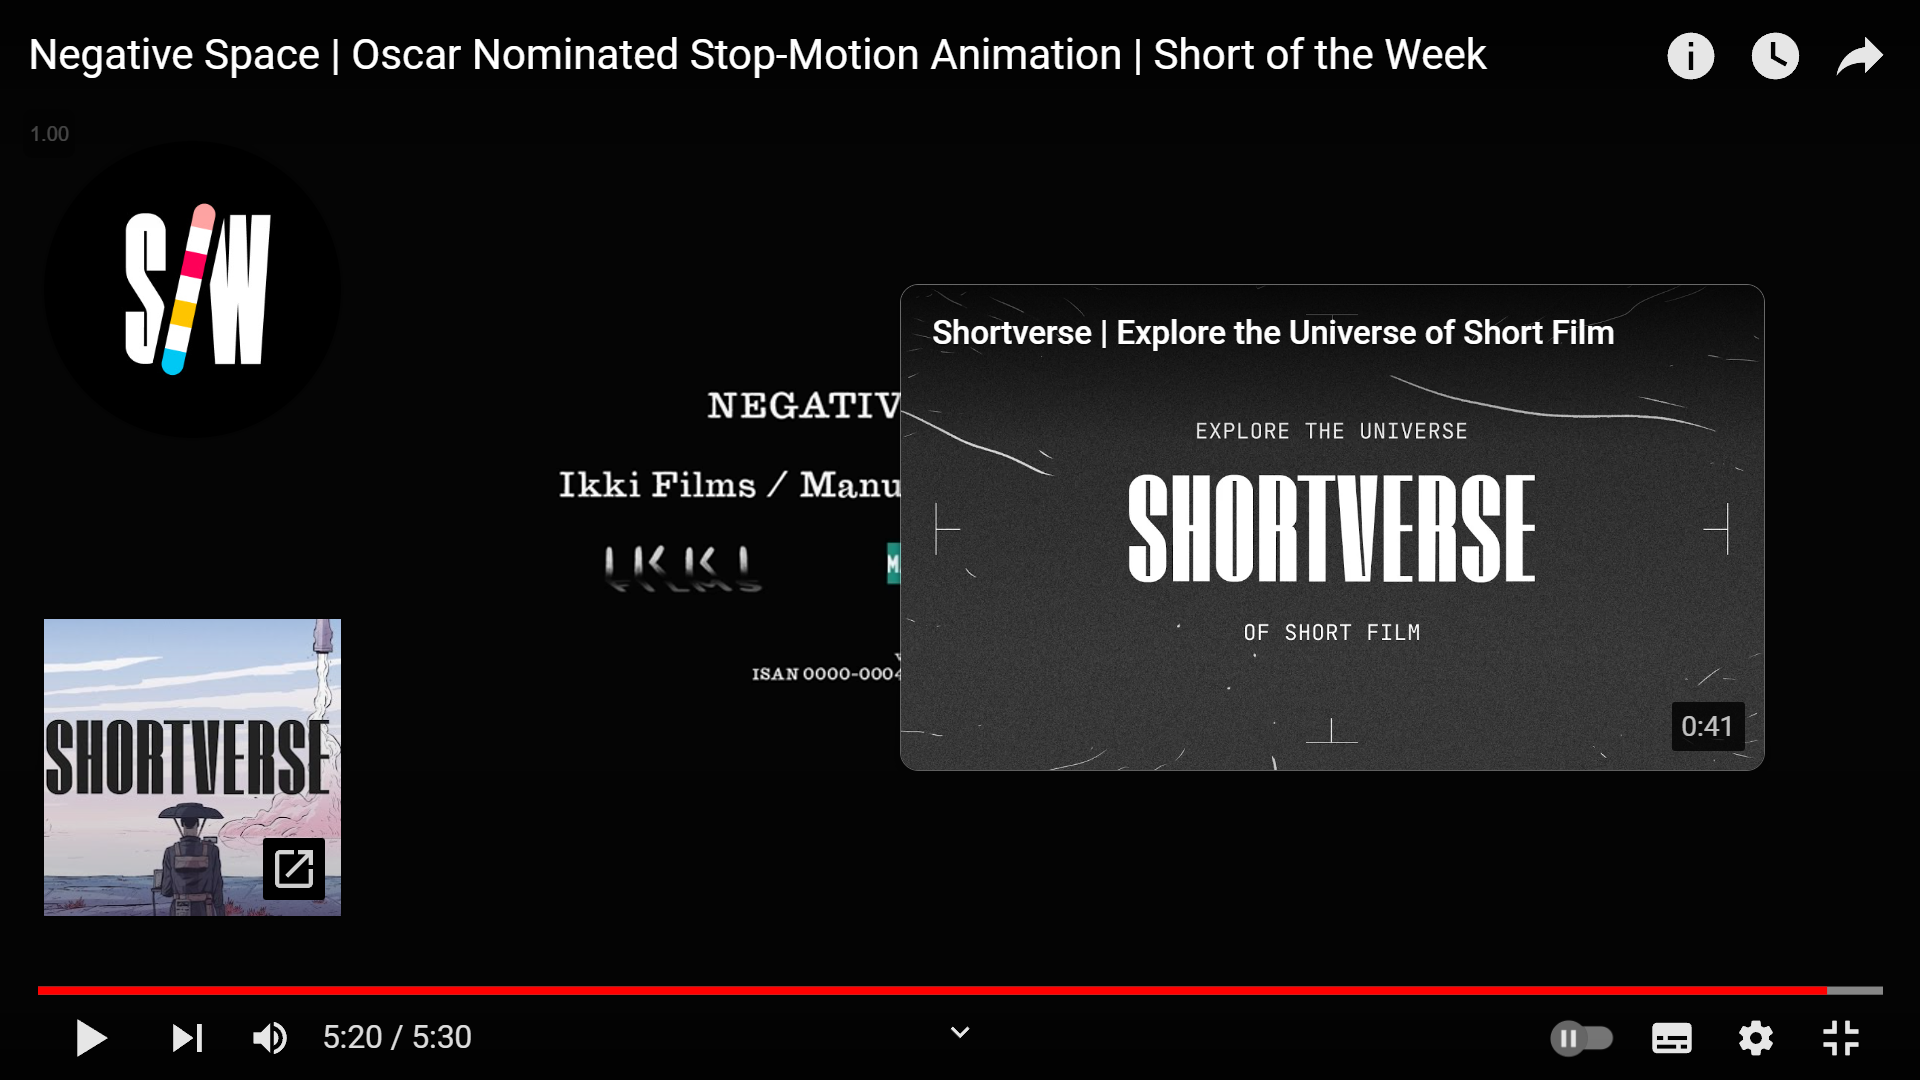 Negative Space | Oscar Nominated Stop-Motion Animation | Short of the Week
1.00
S/W
NEGATIV
Ikki Films / Manu
IKKI
FILMS
M
ISAN 0000-0004
Shortverse | Explore the Universe of Short Film
EXPLORE THE UNIVERSE
SHORTVERSE
OF SHORT FILM
0:41
SHORTVERSE
5:20 / 5:30